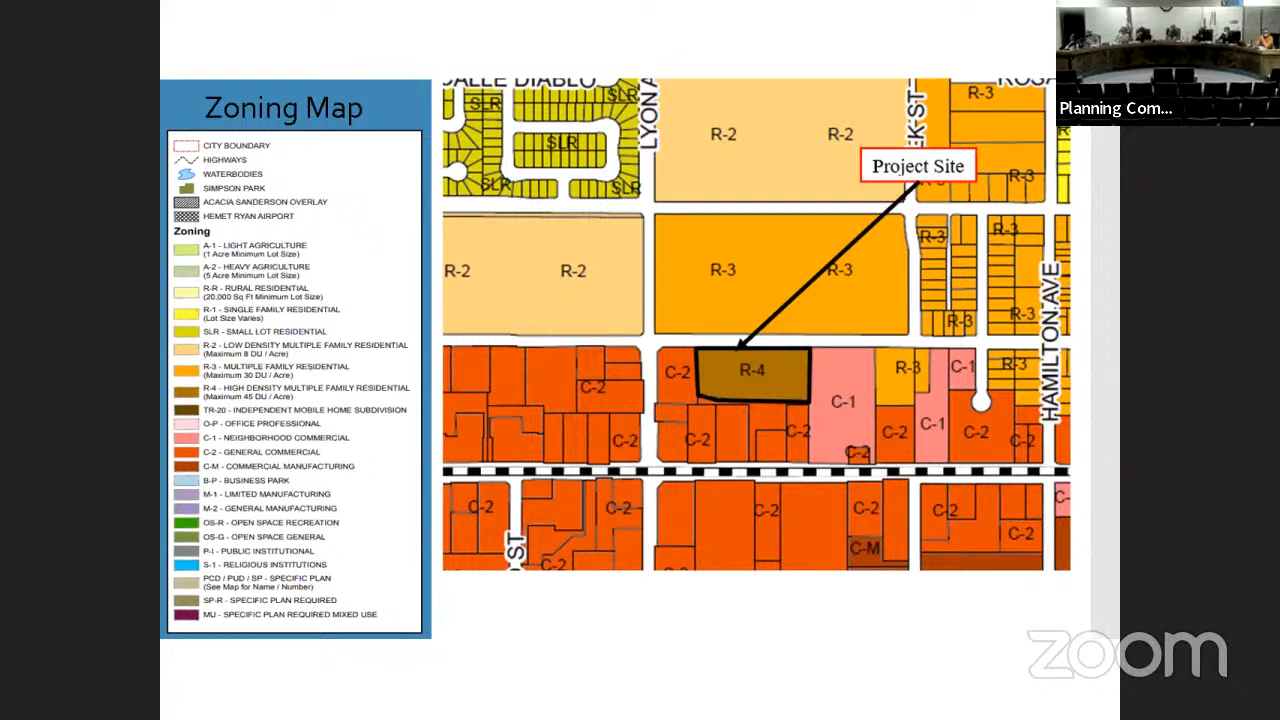 Zoning Map
CITY BOUNDARY
HIGHWAYS
WATERBODIES
SIMPSON PARK
ACACIA SANDERSON OVERLAY
HEMET RYAN AIRPORT
Zoning
A-1 - LIGHT AGRICULTURE
(1 Acre Minimum Lot Size)
A-2 - HEAVY AGRICULTURE
(5 Acre Minimum Lot Size)
R-R - RURAL RESIDENTIAL
(20,000 Sq Ft Minimum Lot Size)
R-1 - SINGLE FAMILY RESIDENTIAL
(Lot Size Varies)
SLR - SMALL LOT RESIDENTIAL
R-2 - LOW DENSITY MULTIPLE FAMILY RESIDENTIAL
(Maximum 8 DU / Acre)
R-3 - MULTIPLE FAMILY RESIDENTIAL
(Maximum 30 DU / Acre)
R-4 - HIGH DENSITY MULTIPLE FAMILY RESIDENTIAL
(Maximum 45 DU / Acre)
TR-20 - INDEPENDENT MOBILE HOME SUBDIVISION
O-P - OFFICE PROFESSIONAL
C-1 - NEIGHBORHOOD COMMERCIAL
C-2 - GENERAL COMMERCIAL
C-M - COMMERCIAL MANUFACTURING
B-P - BUSINESS PARK
M-1 - LIMITED MANUFACTURING
M-2 - GENERAL MANUFACTURING
OS-R - OPEN SPACE RECREATION
OS-G - OPEN SPACE GENERAL
P-I - PUBLIC INSTITUTIONAL
S-1 - RELIGIOUS INSTITUTIONS
PCD / PUD / SP - SPECIFIC PLAN
(See Map for Name / Number)
SP-R - SPECIFIC PLAN REQUIRED
MU - SPECIFIC PLAN REQUIRED MIXED USE
CALLE DIABLO
SLR
SLR
SLR
SLR
SLR
LYON A
R-2
R-2
EK ST
R-3
R-3
R-3
Project Site
R-2
R-2
R-3
R-3
R-3
R-3
R-3
R-3
HAMILTON AVE
C-2
C-2
C-2
R-4
C-1
R-3
C-1
R-3
C-2
C-2
C-2
C-2
C-1
C-2
C-2
C-2
C-2
C-2
C-2
C-2
C-M
C-2
C-2
C-2
C-
ST
Planning Com...
zoom